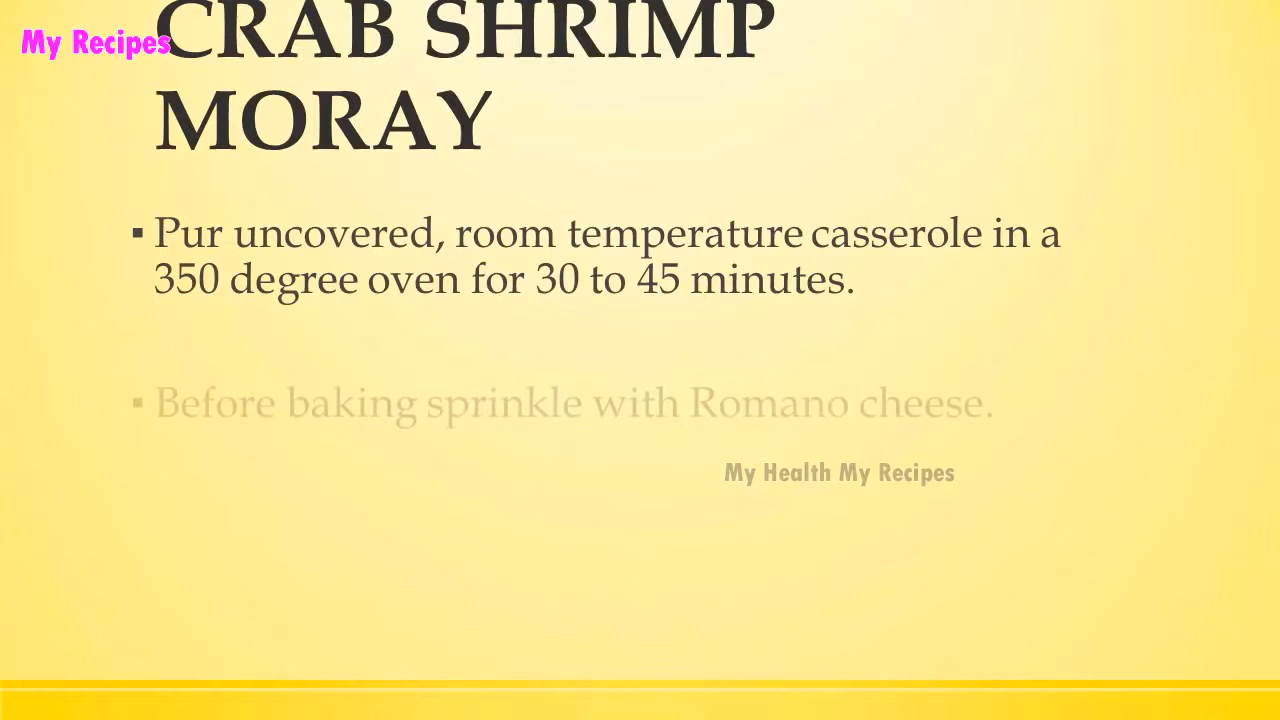 My Recipes
CRAB SHRIMP
MORAY
▪ Pur uncovered, room temperature casserole in a
350 degree oven for 30 to 45 minutes.
▪ Before baking sprinkle with Romano cheese.
My Health My Recipes